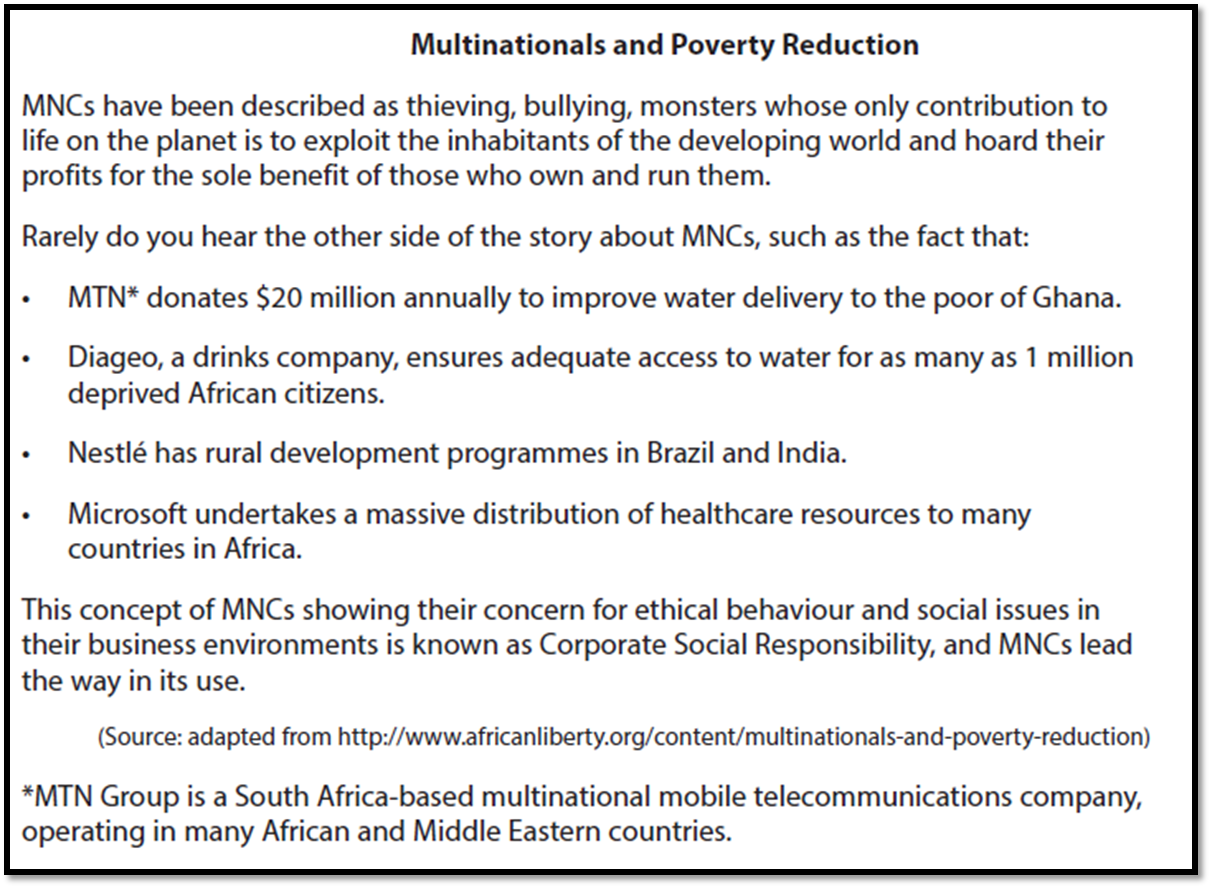 Multinationals and Poverty Reduction
MNCs have been described as thieving, bullying, monsters whose only contribution to
life on the planet is to exploit the inhabitants of the developing world and hoard their
profits for the sole benefit of those who own and run them.
Rarely do you hear the other side of the story about MNCs, such as the fact that:
• MTN* donates $20 million annually to improve water delivery to the poor of Ghana.
• Diageo, a drinks company, ensures adequate access to water for as many as 1 million
deprived African citizens.
• Nestlé has rural development programmes in Brazil and India.
• Microsoft undertakes a massive distribution of healthcare resources to many
countries in Africa.
This concept of MNCs showing their concern for ethical behaviour and social issues in
their business environments is known as Corporate Social Responsibility, and MNCs lead
the way in its use.
(Source: adapted from http://www.africanliberty.org/content/multinationals-and-poverty-reduction)
*MTN Group is a South Africa-based multinational mobile telecommunications company,
operating in many African and Middle Eastern countries.